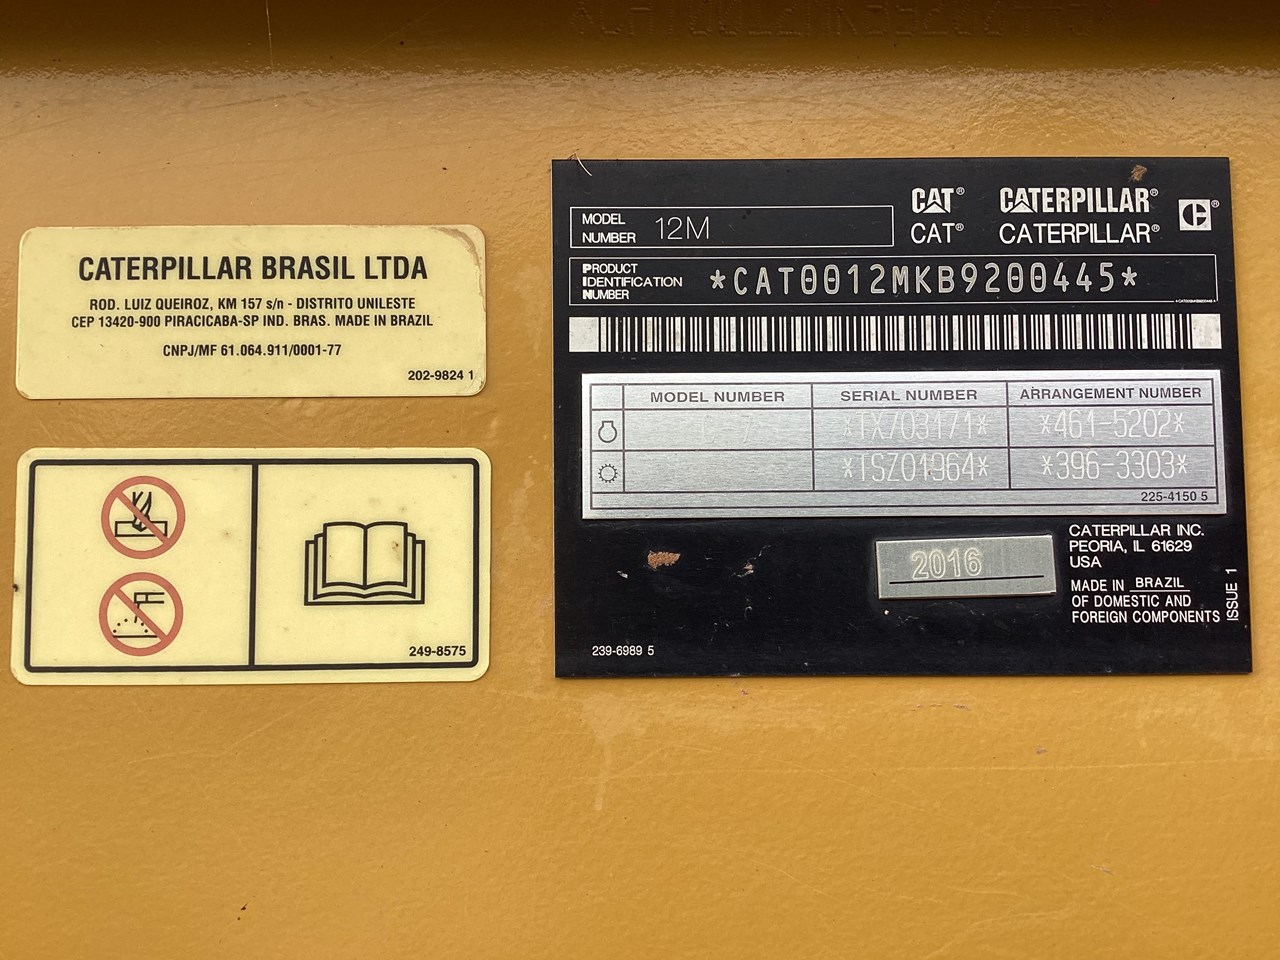 CATERPILLAR BRASIL LTDA
ROD. LUIZ QUEIROZ, KM 157 s/n - DISTRITO UNILESTE
CEP 13420-900 PIRACICABA-SP IND. BRAS. MADE IN BRAZIL
CNPJ/MF 61.064.911/0001-77
202-9824 1
249-8575
CAT® CATERPILLAR® ®
CAT® CATERPILLAR®
MODEL NUMBER 12M
PRODUCT IDENTIFICATION NUMBER *CAT0012MKB9200445*
MODEL NUMBER SERIAL NUMBER ARRANGEMENT NUMBER
C 7 *TX703171* *461-5202*
*TSZ01964* *396-3303*
225-4150 5
2016
CATERPILLAR INC.
PEORIA, IL 61629
USA
MADE IN BRAZIL
OF DOMESTIC AND
FOREIGN COMPONENTS
ISSUE 1
239-6989 5